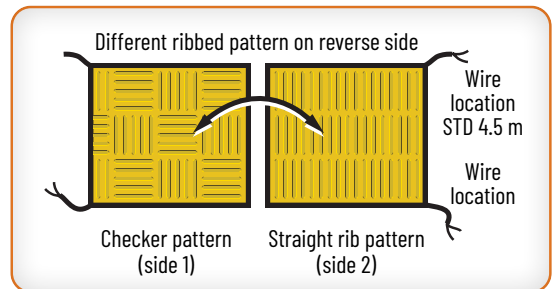 Different ribbed pattern on reverse side
Wire
location
STD 4.5 m
Wire
location
Checker pattern
(side 1)
Straight rib pattern
(side 2)